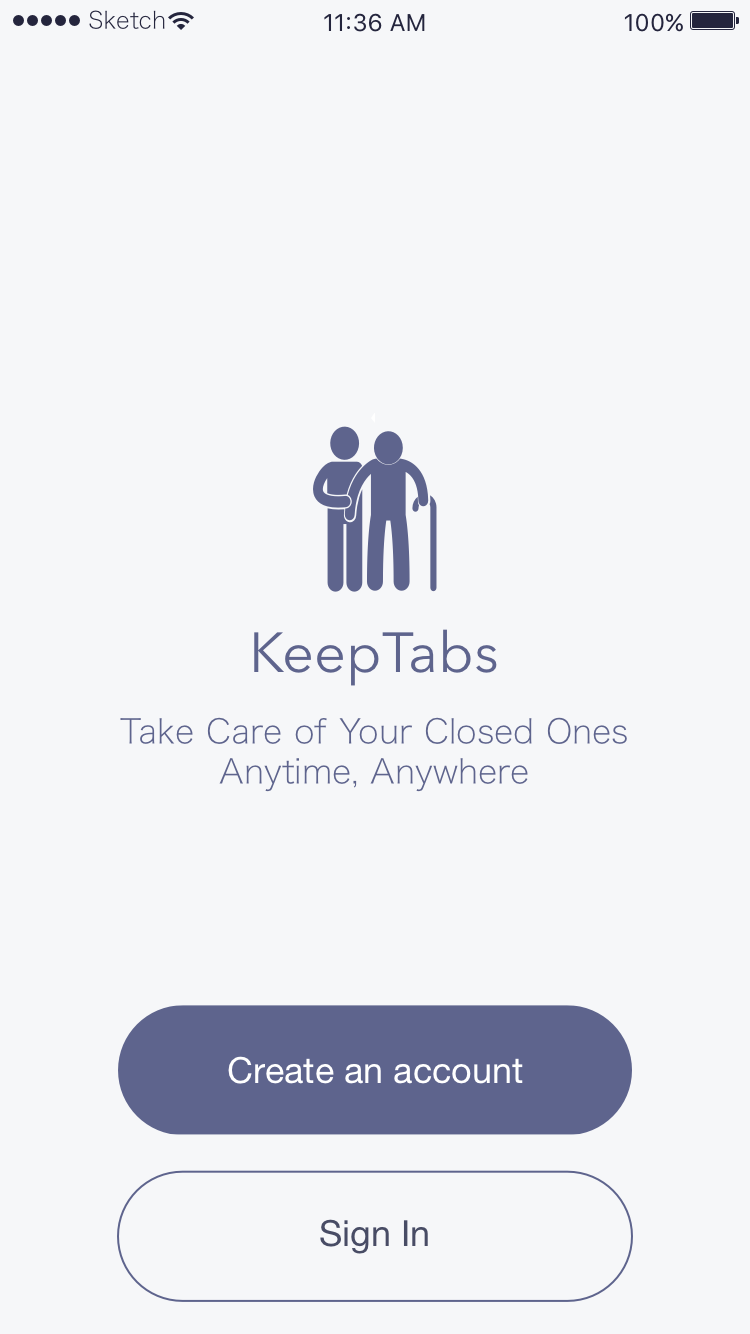 Sketch 11:36 AM 100%
KeepTabs
Take Care of Your Closed Ones
Anytime, Anywhere
Create an account
Sign In